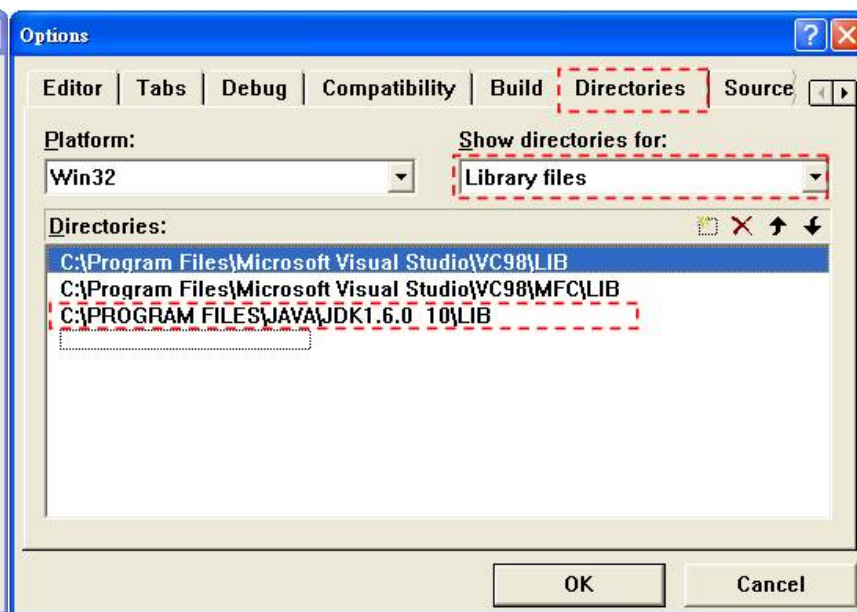 Options
Editor Tabs Debug Compatibility Build Directories Source
Platform: Show directories for:
Win32 Library files
Directories:
C:\Program Files\Microsoft Visual Studio\VC98\LIB
C:\Program Files\Microsoft Visual Studio\VC98\MFC\LIB
C:\PROGRAM FILES\JAVA\JDK1.6.0_10\LIB
OK Cancel